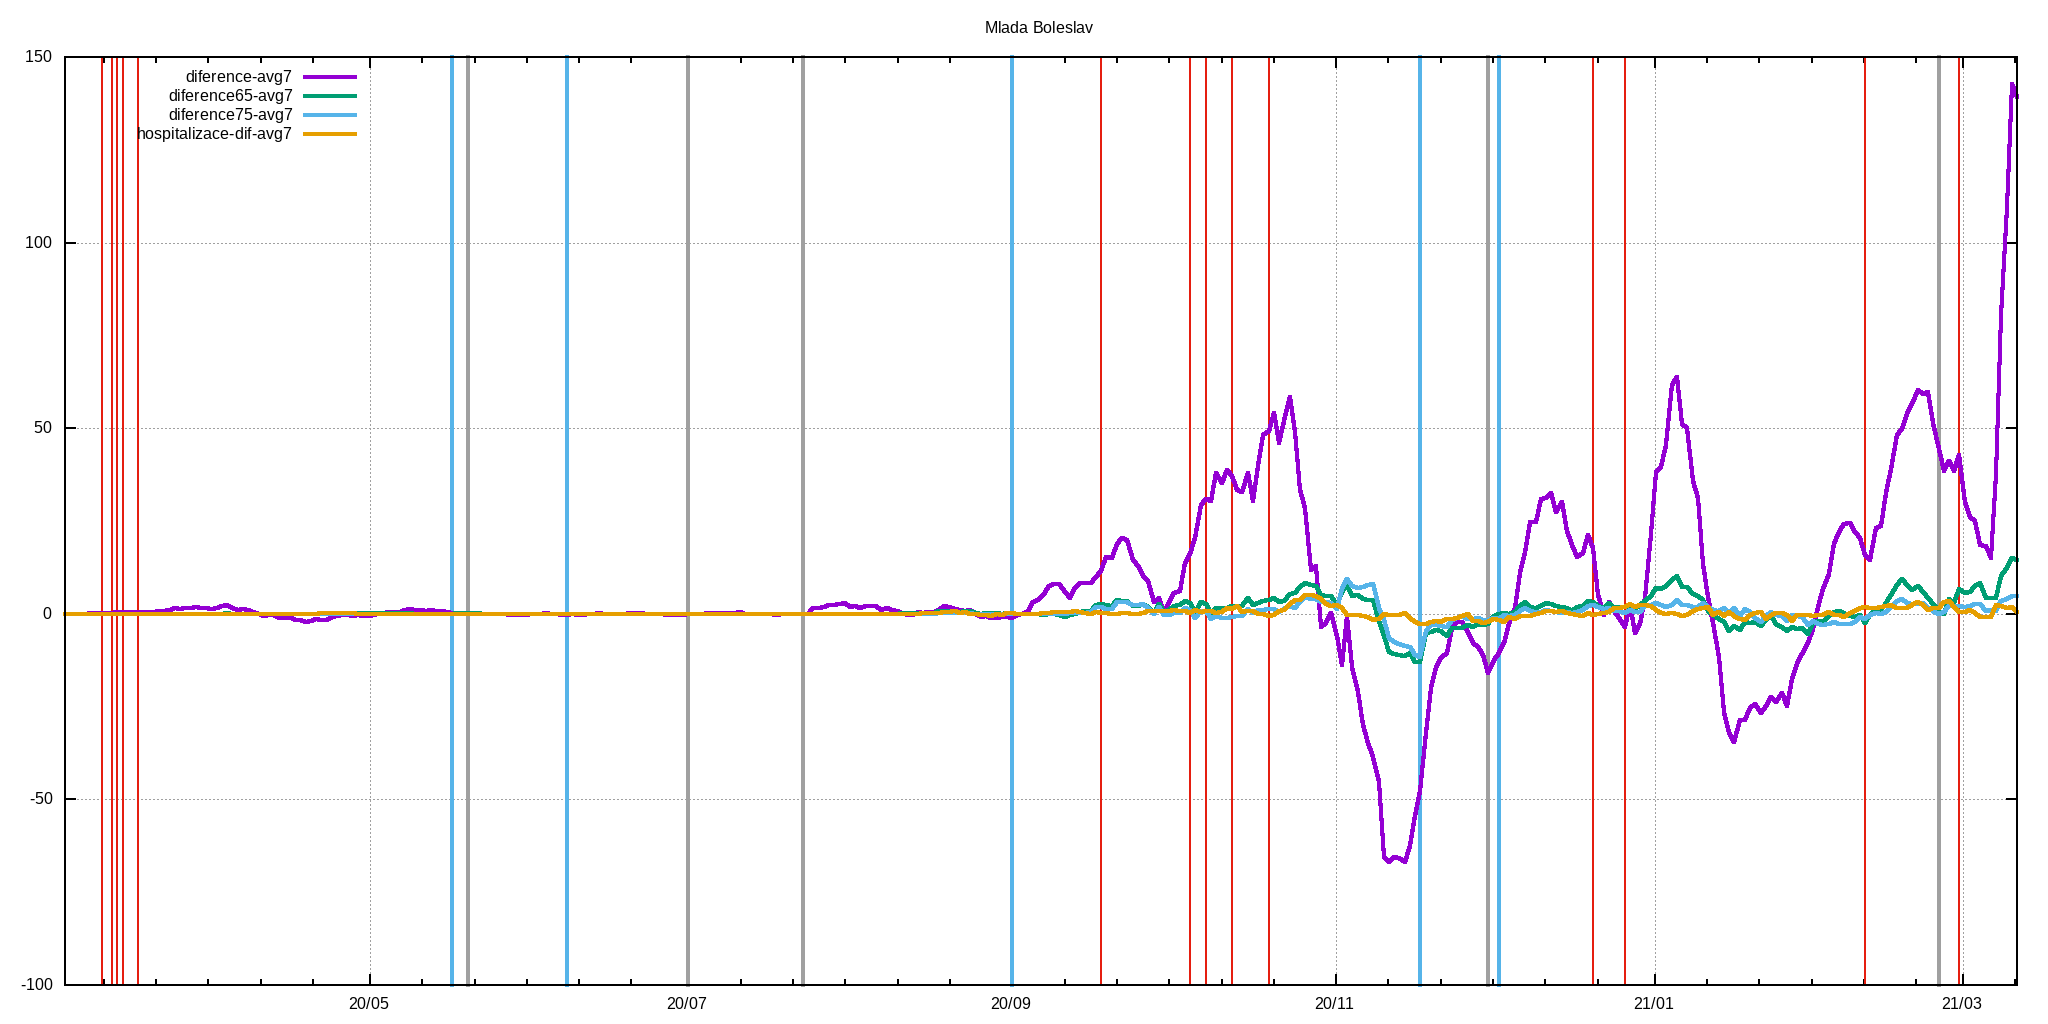 Mlada Boleslav
150
100
50
0
-50
-100
diference-avg7
diference65-avg7
diference75-avg7
hospitalizace-dif-avg7
20/05
20/07
20/09
20/11
21/01
21/03